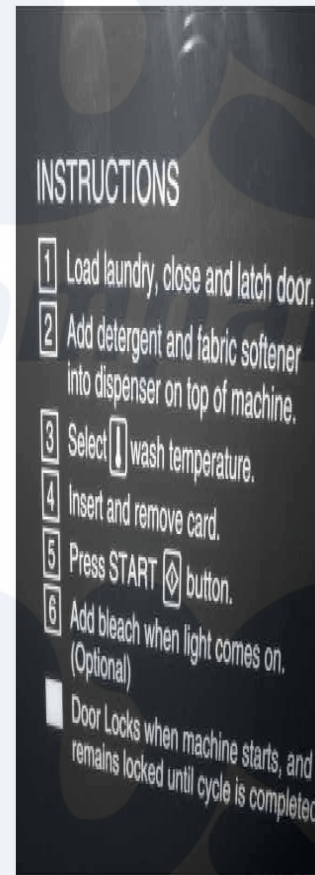 INSTRUCTIONS
1 Load laundry, close and latch door.
2 Add detergent and fabric softener
into dispenser on top of machine.
3 Select wash temperature.
4 Insert and remove card.
5 Press START button.
6 Add bleach when light comes on.
(Optional)
Door Locks when machine starts, and
remains locked until cycle is completed